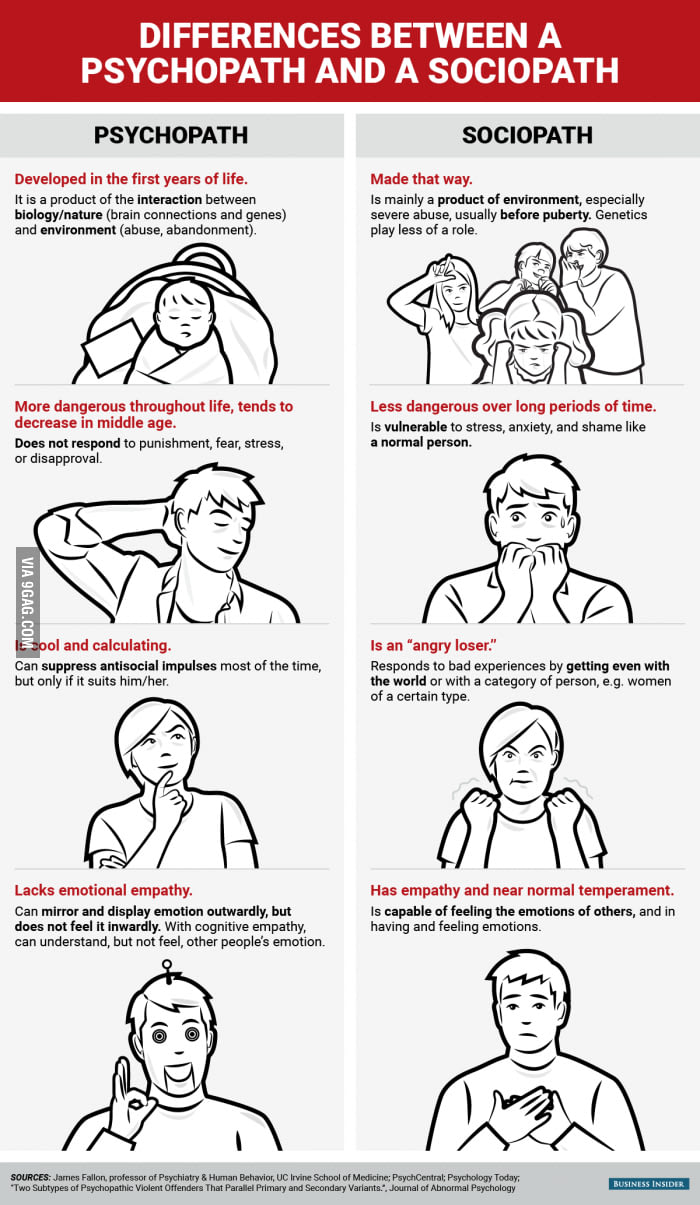 DIFFERENCES BETWEEN A
PSYCHOPATH AND A SOCIOPATH
PSYCHOPATH
Developed in the first years of life.
It is a product of the interaction between
biology/nature (brain connections and genes)
and environment (abuse, abandonment).
More dangerous throughout life, tends to
decrease in middle age.
Does not respond to punishment, fear, stress,
or disapproval.
Is cool and calculating.
Can suppress antisocial impulses most of the time,
but only if it suits him/her.
Lacks emotional empathy.
Can mirror and display emotion outwardly, but
does not feel it inwardly. With cognitive empathy,
can understand, but not feel, other people's emotion.
SOCIOPATH
Made that way.
Is mainly a product of environment, especially
severe abuse, usually before puberty. Genetics
play less of a role.
Less dangerous over long periods of time.
Is vulnerable to stress, anxiety, and shame like
a normal person.
Is an “angry loser.”
Responds to bad experiences by getting even with
the world or with a category of person, e.g. women
of a certain type.
Has empathy and near normal temperament.
Is capable of feeling the emotions of others, and in
having and feeling emotions.
VIA 9GAG.COM
SOURCES: James Fallon, professor of Psychiatry & Human Behavior, UC Irvine School of Medicine; PsychCentral; Psychology Today;
"Two Subtypes of Psychopathic Violent Offenders That Parallel Primary and Secondary Variants.", Journal of Abnormal Psychology
BUSINESS INSIDER